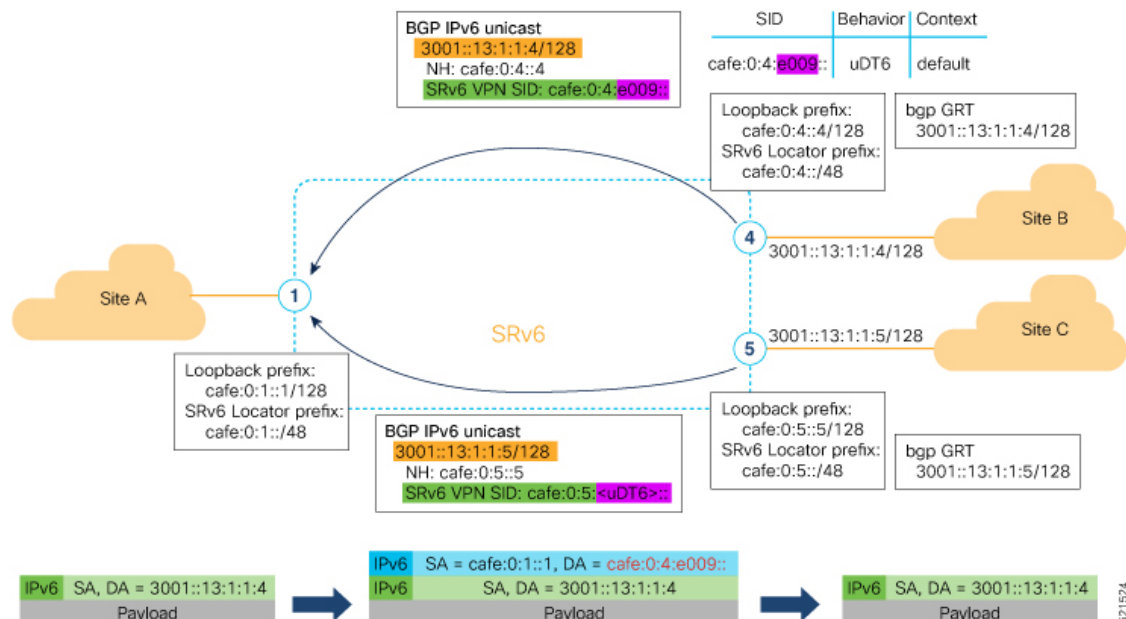 BGP IPv6 unicast
3001::13:1:1:4/128
NH: cafe:0:4::4
SRv6 VPN SID: cafe:0:4:e009::
SID Behavior Context
cafe:0:4:e009:: uDT6 default
Loopback prefix:
cafe:0:4::4/128
SRv6 Locator prefix:
cafe:0:4::/48
bgp GRT
3001::13:1:1:4/128
Site A
1
SRv6
4
3001::13:1:1:4/128
Site B
5
3001::13:1:1:5/128
Site C
Loopback prefix:
cafe:0:1::1/128
SRv6 Locator prefix:
cafe:0:1::/48
BGP IPv6 unicast
3001::13:1:1:5/128
NH: cafe:0:5::5
SRv6 VPN SID: cafe:0:5:<uDT6>::
Loopback prefix:
cafe:0:5::5/128
SRv6 Locator prefix:
cafe:0:5::/48
bgp GRT
3001::13:1:1:5/128
IPv6 SA, DA = 3001::13:1:1:4
Payload
IPv6 SA = cafe:0:1::1, DA = cafe:0:4:e009::
IPv6 SA, DA = 3001::13:1:1:4
Payload
IPv6 SA, DA = 3001::13:1:1:4
Payload
521524